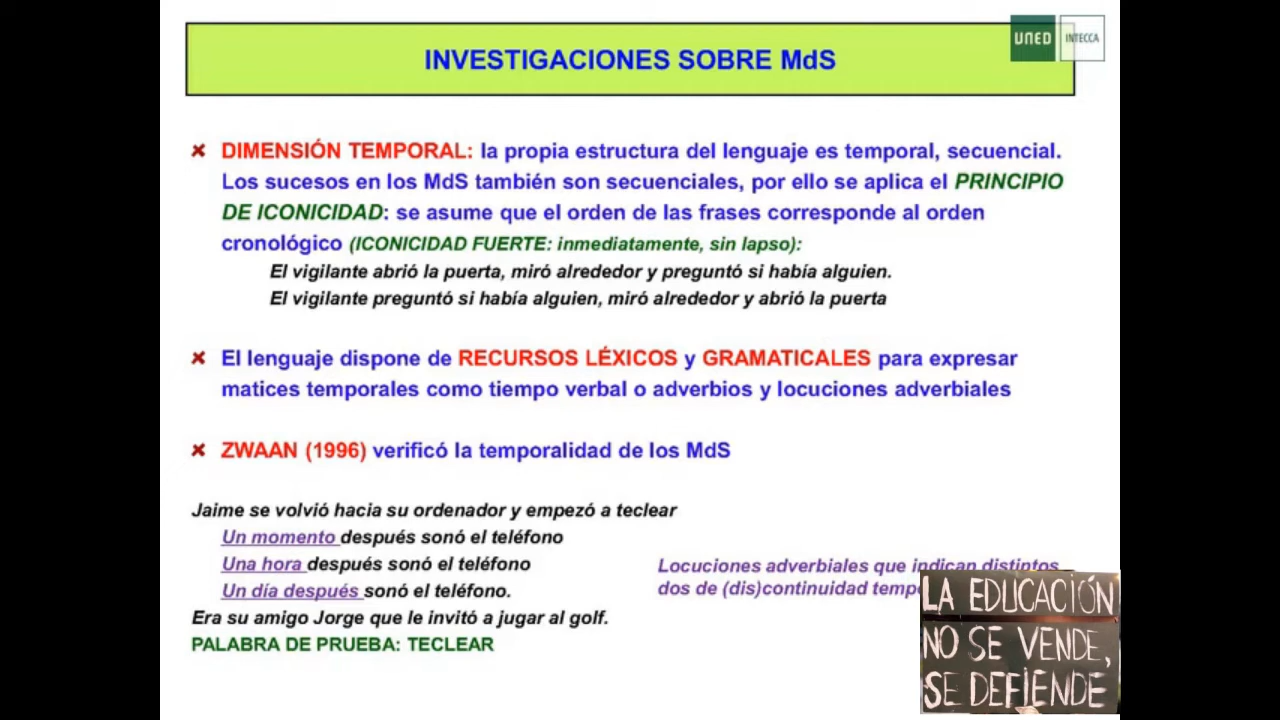 UNED INTECCA
INVESTIGACIONES SOBRE MdS
DIMENSIÓN TEMPORAL: la propia estructura del lenguaje es temporal, secuencial.
Los sucesos en los MdS también son secuenciales, por ello se aplica el PRINCIPIO
DE ICONICIDAD: se asume que el orden de las frases corresponde al orden
cronológico (ICONICIDAD FUERTE: inmediatamente, sin lapso):
El vigilante abrió la puerta, miró alrededor y preguntó si había alguien.
El vigilante preguntó si había alguien, miró alrededor y abrió la puerta
El lenguaje dispone de RECURSOS LÉXICOS y GRAMATICALES para expresar
matices temporales como tiempo verbal o adverbios y locuciones adverbiales
ZWAAN (1996) verificó la temporalidad de los MdS
Jaime se volvió hacia su ordenador y empezó a teclear
Un momento después sonó el teléfono
Una hora después sonó el teléfono
Un día después sonó el teléfono.
Era su amigo Jorge que le invitó a jugar al golf.
PALABRA DE PRUEBA: TECLEAR
Locuciones adverbiales que indican distintos
dos de (dis)continuidad
LA EDUCACIÓN
NO SE VENDE,
SE DEFIENDE